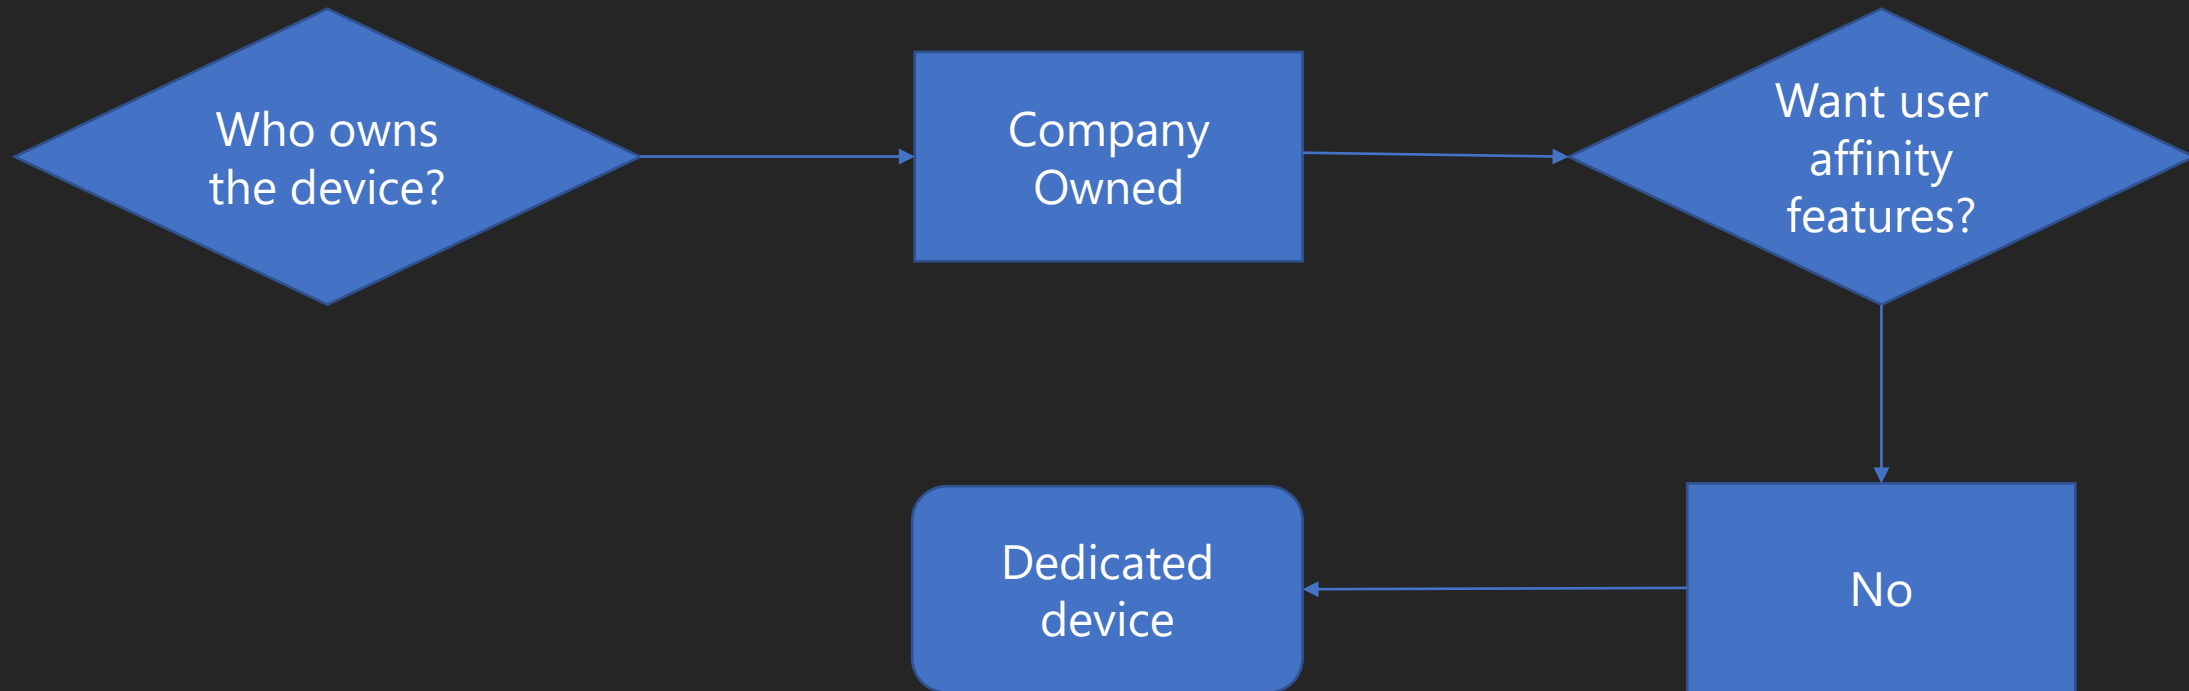 Who owns
the device?
Company
Owned
Want user
affinity
features?
Dedicated
device
No